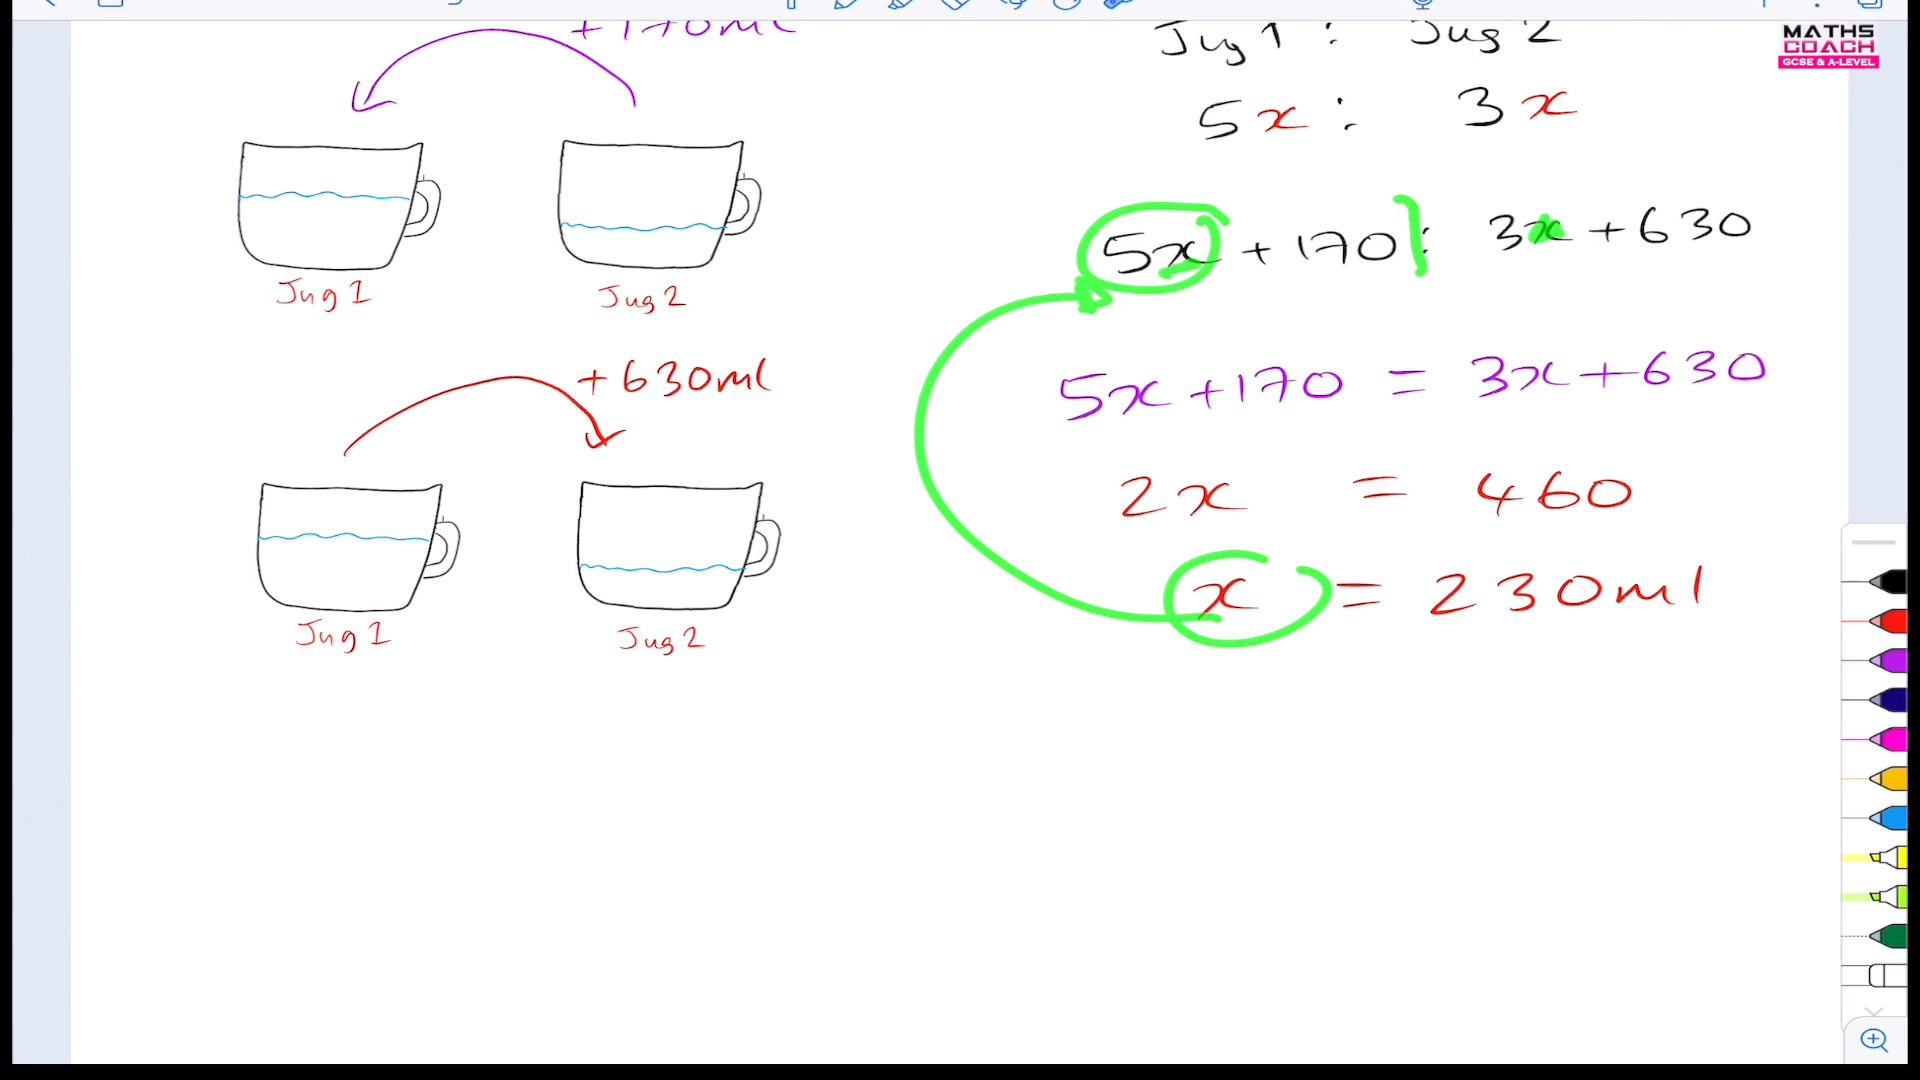 +170ml
Jug 1 : Jug 2
MATHS
COACH
GCSE & A-LEVEL
5x : 3x
5x + 170 : 3x + 630
Jug 1
Jug 2
+630ml
5x + 170 = 3x + 630
2x = 460
x = 230ml
Jug 1
Jug 2